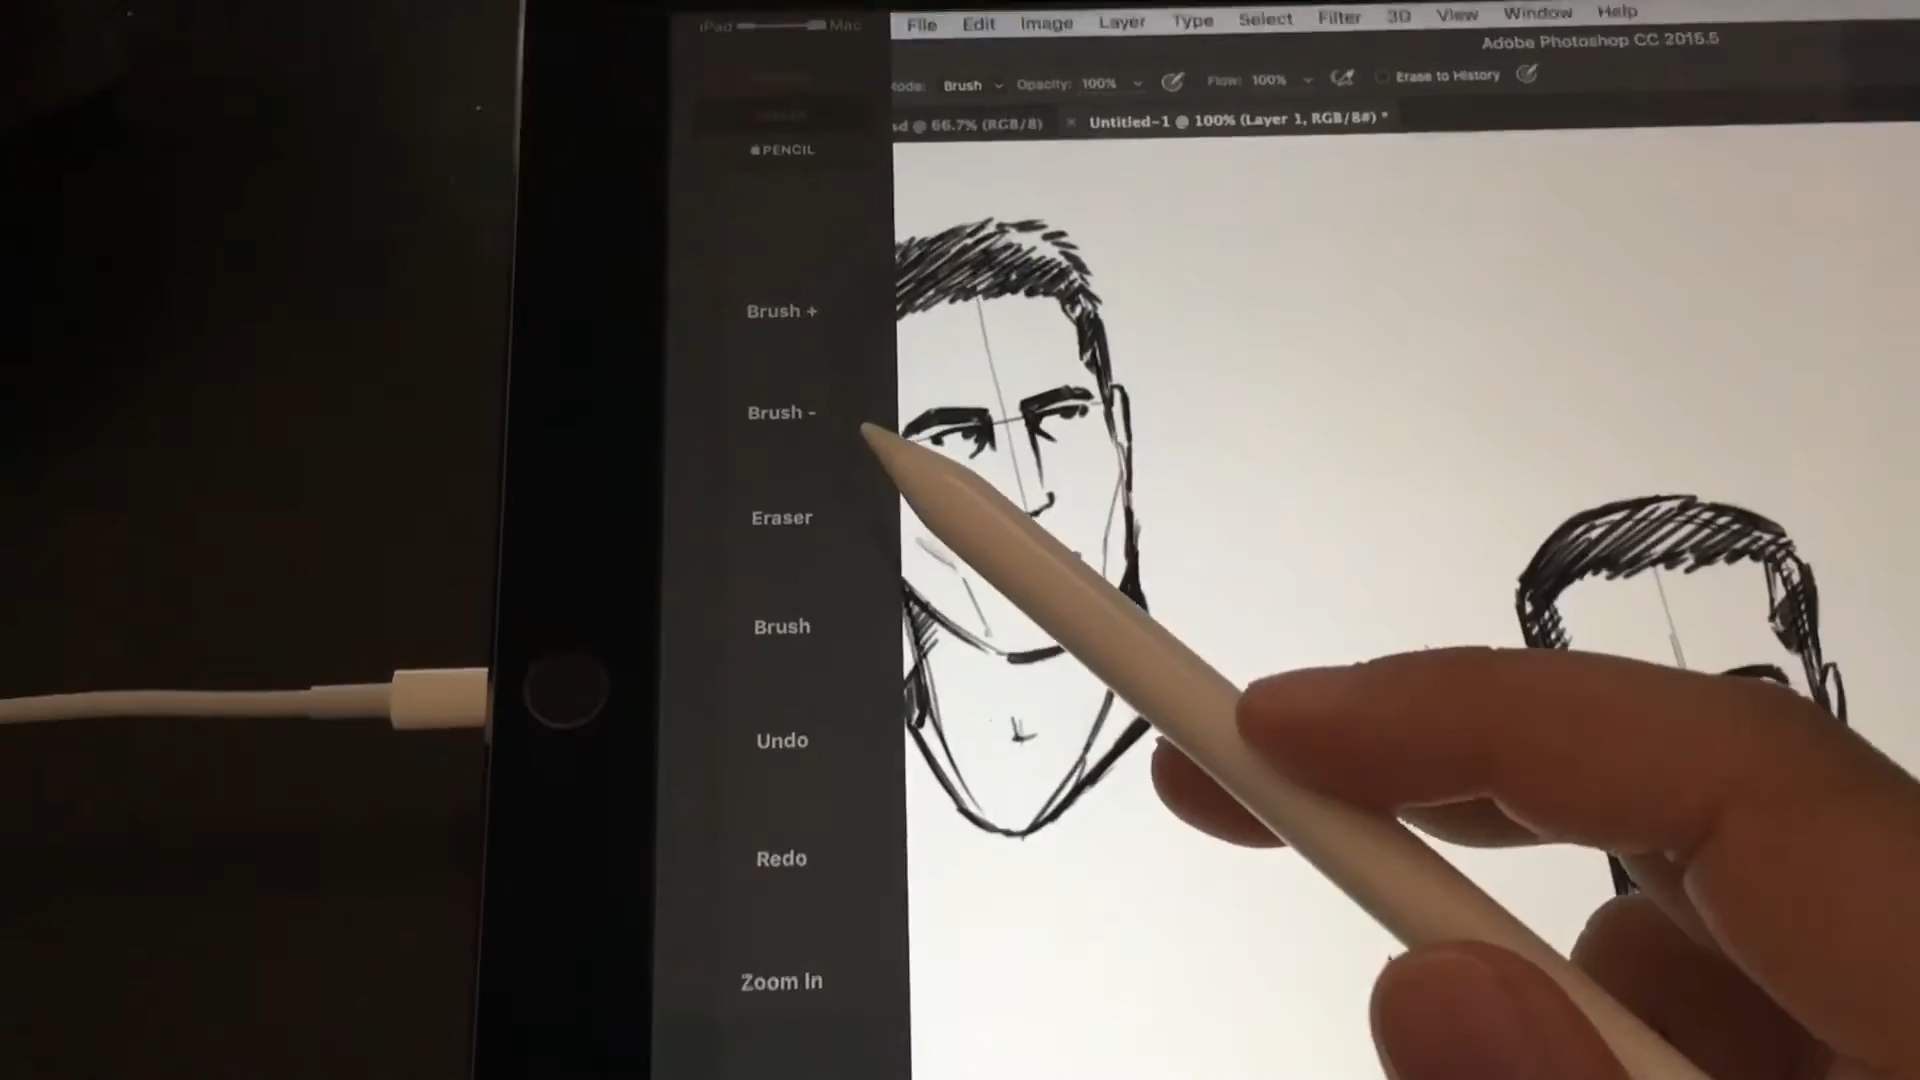 iPad Mac
File Edit Image Layer Type Select Filter 3D View Window Help
Adobe Photoshop CC 2015.5
Mode: Brush Opacity: 100% Flow: 100% Erase to History
sd @ 66.7% (RGB/8) × Untitled-1 @ 100% (Layer 1, RGB/8#) *
PENCIL
Brush +
Brush -
Eraser
Brush
Undo
Redo
Zoom In